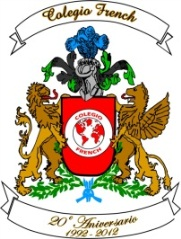 Colegio French
COLEGIO
FRENCH
20° Aniversario
1992 - 2012